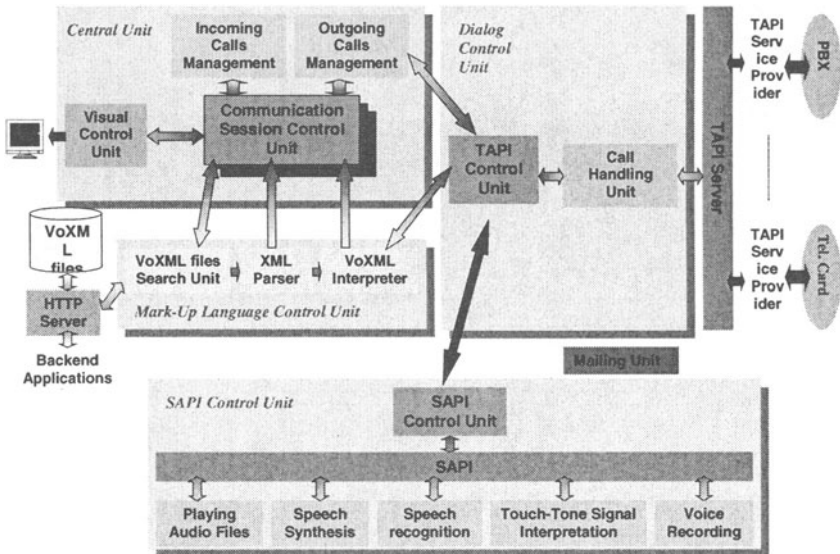 Central Unit
Incoming
Calls
Management
Outgoing
Calls
Management
Visual
Control
Unit
Communication
Session Control
Unit
Dialog
Control
Unit
TAPI
Control
Unit
Call
Handling
Unit
TAPI Server
TAPI
Serv
ice
Provi
der
PBX
TAPI
Serv
ice
Provi
der
Tel. Card
VoXM
L
files
HTTP
Server
Backend
Applications
VoXML files
Search Unit
XML
Parser
VoXML
Interpreter
Mark-Up Language Control Unit
Mailing Unit
SAPI Control Unit
SAPI
Control Unit
SAPI
Playing
Audio Files
Speech
Synthesis
Speech
recognition
Touch-Tone Signal
Interpretation
Voice
Recording